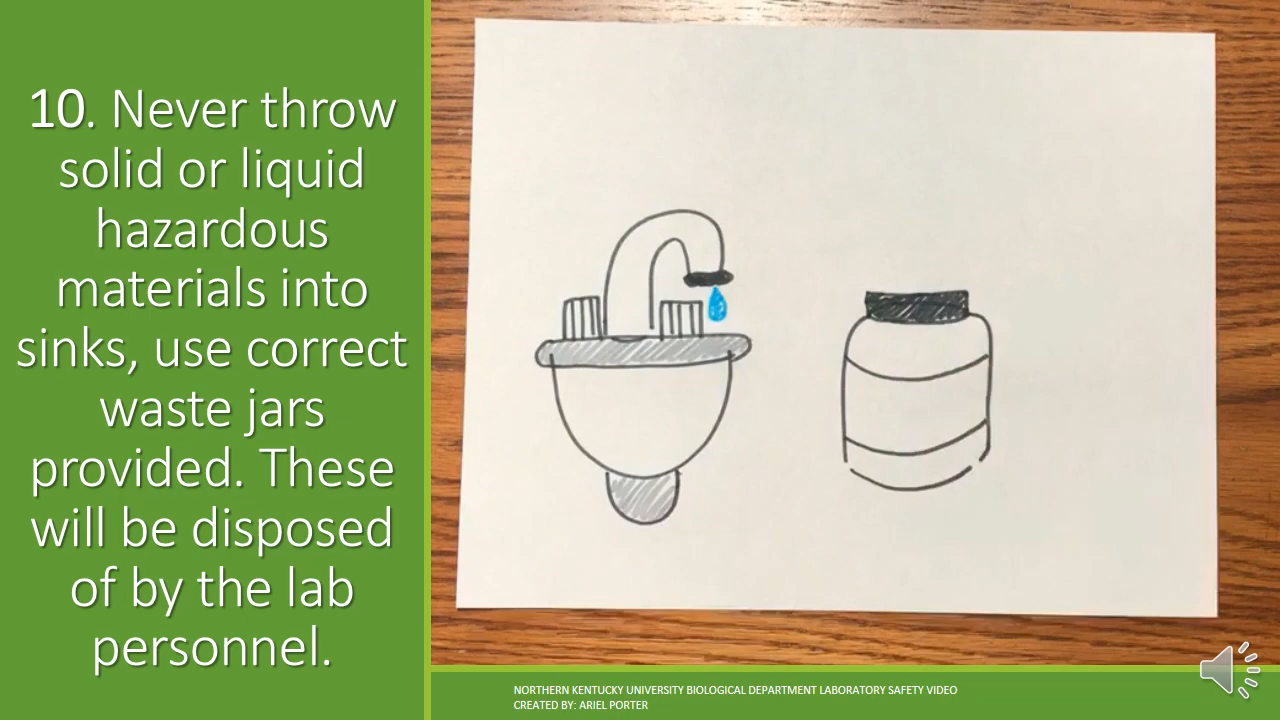 10. Never throw
solid or liquid
hazardous
materials into
sinks, use correct
waste jars
provided. These
will be disposed
of by the lab
personnel.
NORTHERN KENTUCKY UNIVERSITY BIOLOGICAL DEPARTMENT LABORATORY SAFETY VIDEO
CREATED BY: ARIEL PORTER